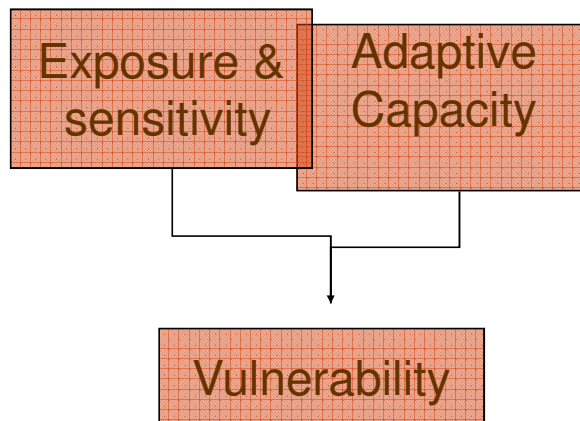 Exposure &
sensitivity
Adaptive
Capacity
Vulnerability